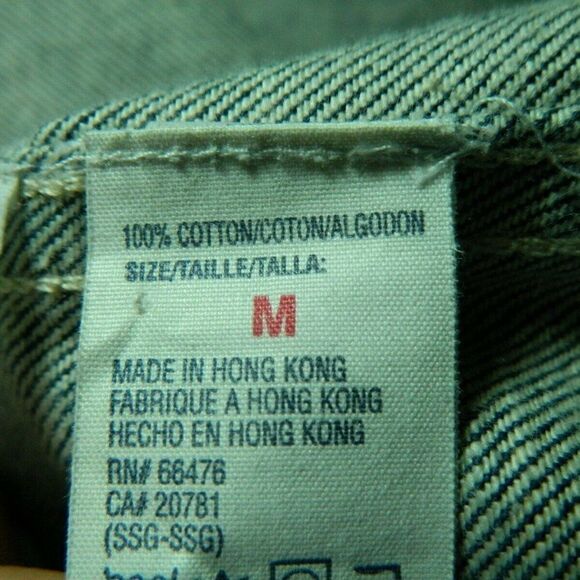 100% COTTON/COTON/ALGODON
SIZE/TAILLE/TALLA:
M
MADE IN HONG KONG
FABRIQUE A HONG KONG
HECHO EN HONG KONG
RN# 66476
CA# 20781
(SSG-SSG)